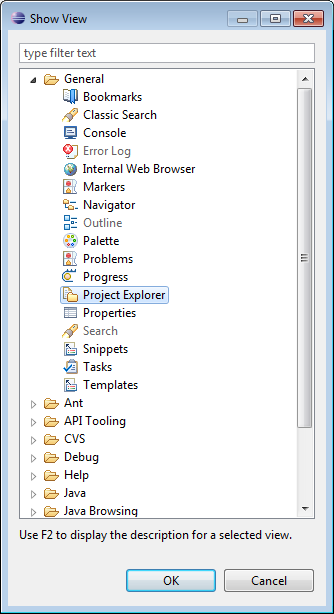 Show View
type filter text
General
Bookmarks
Classic Search
Console
Error Log
Internal Web Browser
Markers
Navigator
Outline
Palette
Problems
Progress
Project Explorer
Properties
Search
Snippets
Tasks
Templates
Ant
API Tooling
CVS
Debug
Help
Java
Java Browsing
Use F2 to display the description for a selected view.
OK Cancel